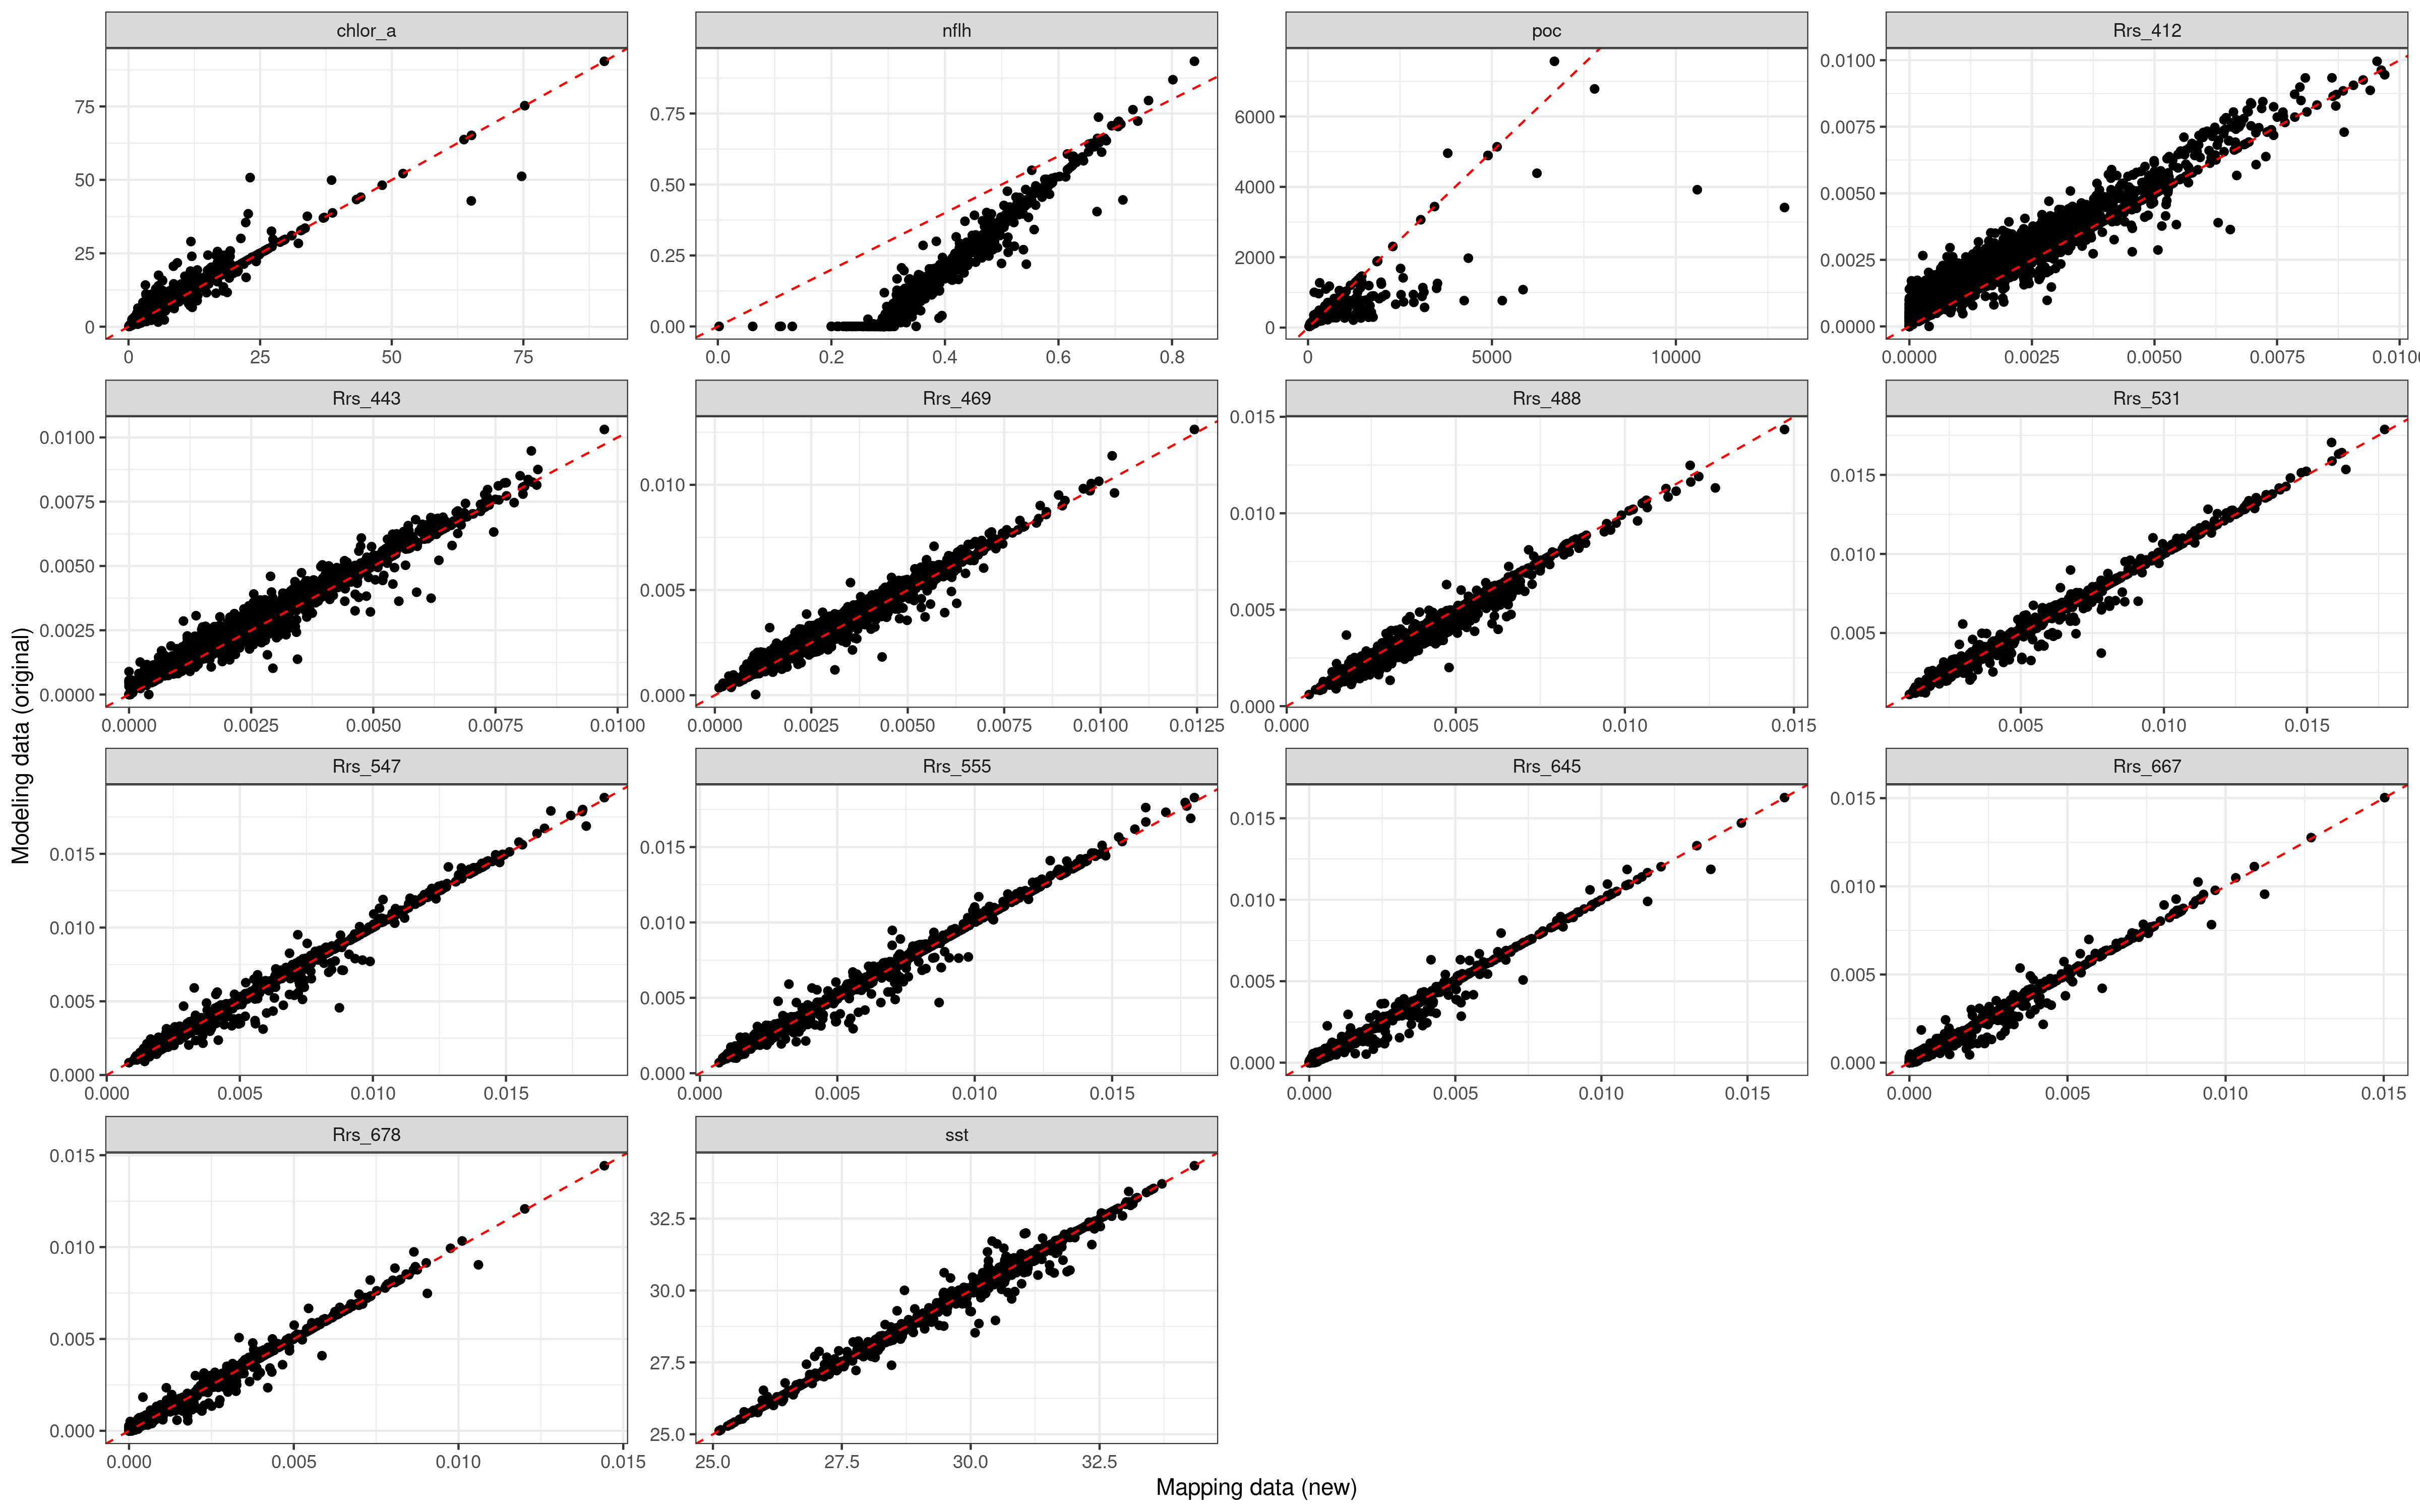 chlor_a nflh poc Rrs_412
75
50
25
0
0 25 50 75
0.75
0.50
0.25
0.00
0.0 0.2 0.4 0.6 0.8
6000
4000
2000
0
0 5000 10000
0.0100
0.0075
0.0050
0.0025
0.0000
0.0000 0.0025 0.0050 0.0075
Rrs_443 Rrs_469 Rrs_488 Rrs_531
0.0100
0.0075
0.0050
0.0025
0.0000
0.0000 0.0025 0.0050 0.0075 0.0100
0.010
0.005
0.000
0.0000 0.0025 0.0050 0.0075 0.0100 0.0125
0.015
0.010
0.005
0.000
0.000 0.005 0.010 0.015
0.015
0.010
0.005
0.005 0.010 0.015
Modeling data (original)
Rrs_547 Rrs_555 Rrs_645 Rrs_667
0.015
0.010
0.005
0.000
0.000 0.005 0.010 0.015
0.015
0.010
0.005
0.000
0.000 0.005 0.010 0.015
0.015
0.010
0.005
0.000
0.000 0.005 0.010 0.015
0.015
0.010
0.005
0.000
0.000 0.005 0.010 0.015
Rrs_678 sst
0.015
0.010
0.005
0.000
0.000 0.005 0.010 0.015
32.5
30.0
27.5
25.0
25.0 27.5 30.0 32.5
Mapping data (new)